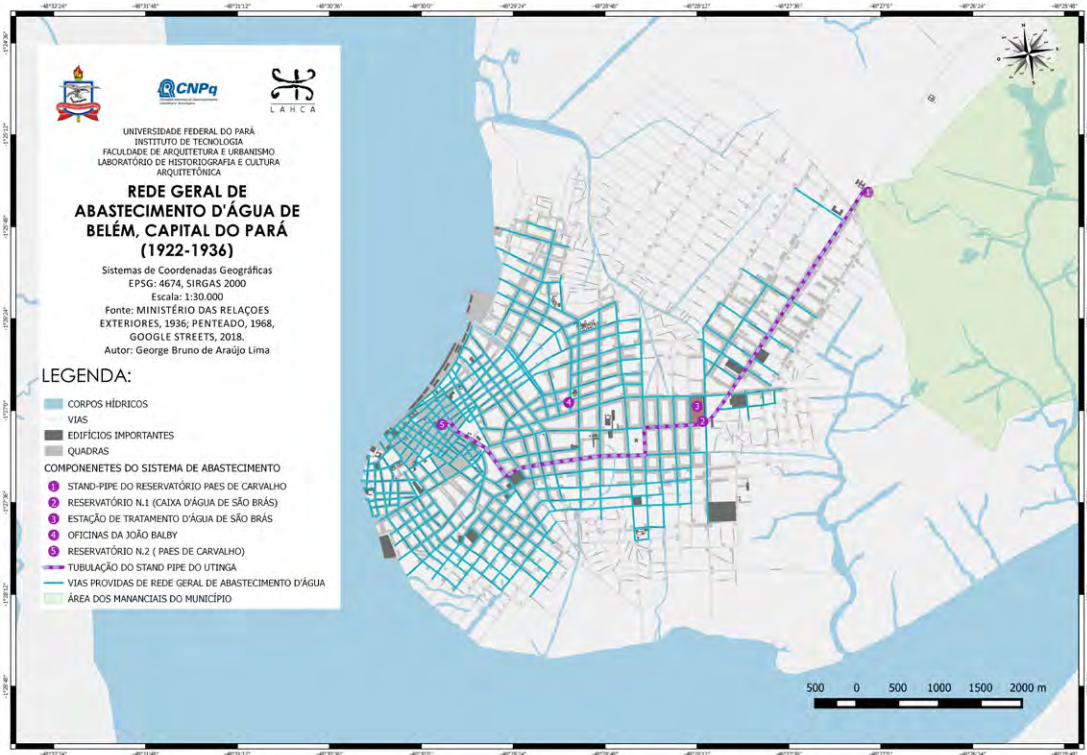 CNPq
LAHCA
UNIVERSIDADE FEDERAL DO PARÁ
INSTITUTO DE TECNOLOGIA
FACULDADE DE ARQUITETURA E URBANISMO
LABORATÓRIO DE HISTORIOGRAFIA E CULTURA
ARQUITETÔNICA
REDE GERAL DE
ABASTECIMENTO D'ÁGUA DE
BELÉM, CAPITAL DO PARÁ
(1922-1936)
Sistemas de Coordenadas Geográficas
EPSG: 4674, SIRGAS 2000
Escala: 1:30.000
Fonte: MINISTÉRIO DAS RELAÇOES
EXTERIORES, 1936; PENTEADO, 1968,
GOOGLE STREETS, 2018.
Autor: George Bruno de Araújo Lima
LEGENDA:
CORPOS HÍDRICOS
VIAS
EDIFÍCIOS IMPORTANTES
QUADRAS
COMPONENETES DO SISTEMA DE ABASTECIMENTO
1 STAND-PIPE DO RESERVATÓRIO PAES DE CARVALHO
2 RESERVATÓRIO N.1 (CAIXA D'ÁGUA DE SÃO BRÁS)
3 ESTAÇÃO DE TRATAMENTO D'ÁGUA DE SÃO BRÁS
4 OFICINAS DA JOÃO BALBY
5 RESERVATÓRIO N.2 ( PAES DE CARVALHO)
TUBULAÇÃO DO STAND PIPE DO UTINGA
VIAS PROVIDAS DE REDE GERAL DE ABASTECIMENTO D'ÁGUA
ÁREA DOS MANANCIAIS DO MUNICÍPIO
1
3
4
2
5
500 0 500 1000 1500 2000 m